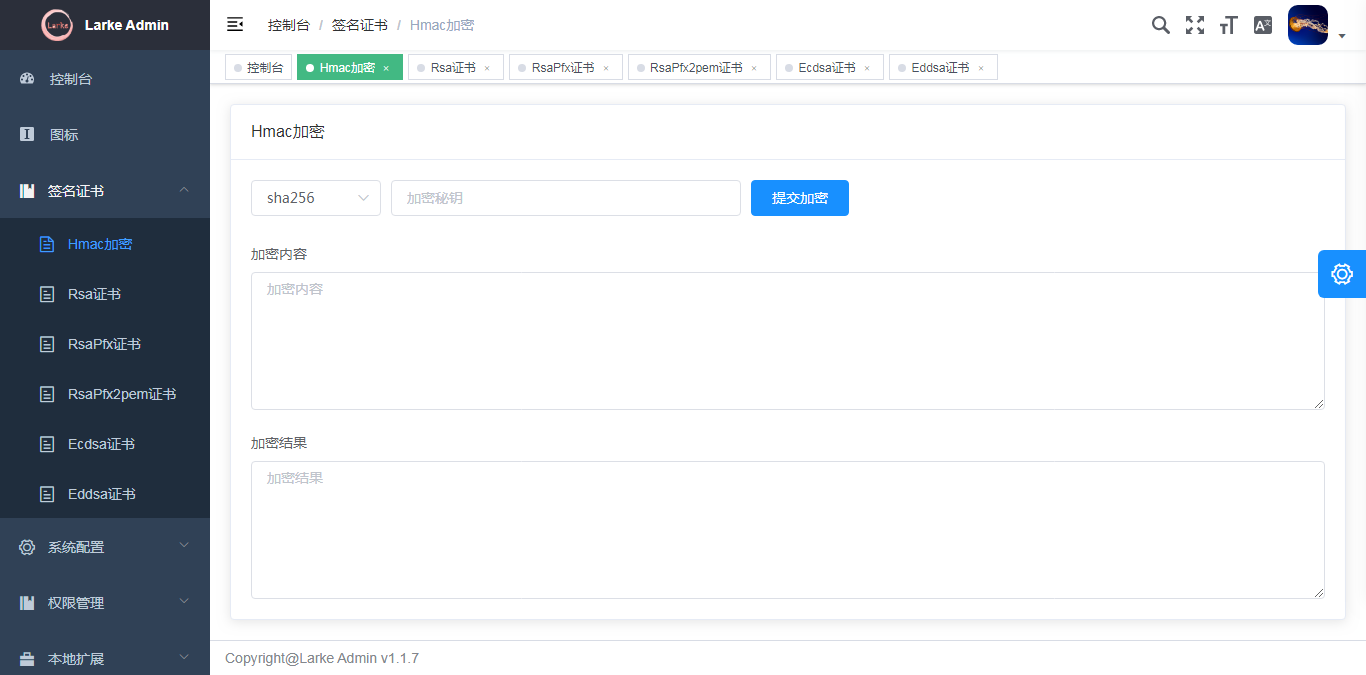 Larke
Larke Admin
控制台 / 签名证书 / Hmac加密
控制台
Hmac加密 ×
Rsa证书 ×
RsaPfx证书 ×
RsaPfx2pem证书 ×
Ecdsa证书 ×
Eddsa证书 ×
控制台
图标
签名证书
Hmac加密
Rsa证书
RsaPfx证书
RsaPfx2pem证书
Ecdsa证书
Eddsa证书
系统配置
权限管理
本地扩展
Hmac加密
sha256
加密秘钥
提交加密
加密内容
加密内容
加密结果
加密结果
Copyright@Larke Admin v1.1.7